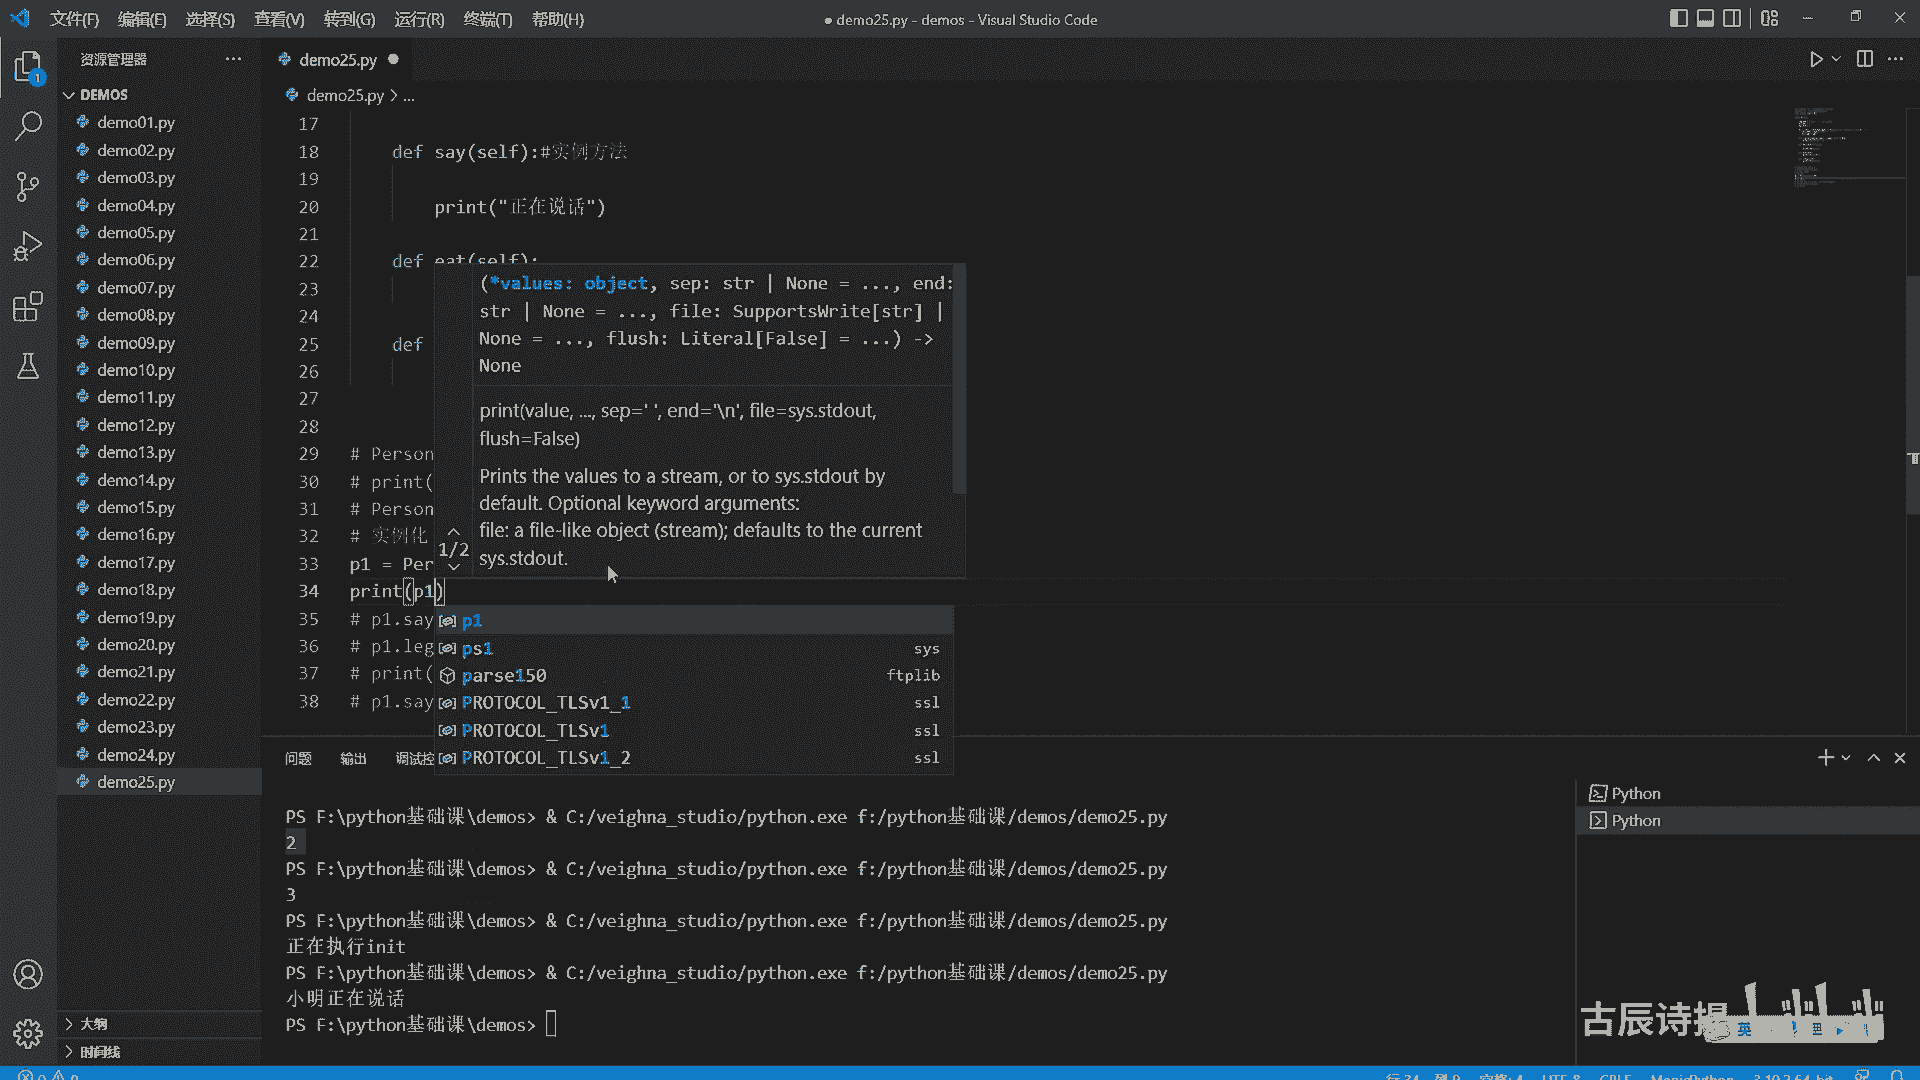 文件(F) 编辑(E) 选择(S) 查看(V) 转到(G) 运行(R) 终端(T) 帮助(H)
● demo25.py - demos - Visual Studio Code
资源管理器
DEMOS
demo01.py
demo02.py
demo03.py
demo04.py
demo05.py
demo06.py
demo07.py
demo08.py
demo09.py
demo10.py
demo11.py
demo12.py
demo13.py
demo14.py
demo15.py
demo16.py
demo17.py
demo18.py
demo19.py
demo20.py
demo21.py
demo22.py
demo23.py
demo24.py
demo25.py
大纲
时间线
1
demo25.py
demo25.py > ...
17
18 def say(self):#实例方法
19
20 print("正在说话")
21
22 def eat(self):
23
24
25 def
26
27
28
29 # Person
30 # print(
31 # Person
32 # 实例化
33 p1 = Per
34 print(p1)
35 # p1.say
36 # p1.leg
37 # print(
38 # p1.say
(*values: object, sep: str | None = ..., end:
str | None = ..., file: SupportsWrite[str] |
None = ..., flush: Literal[False] = ...) ->
None
print(value, ..., sep=' ', end='\n', file=sys.stdout,
flush=False)
Prints the values to a stream, or to sys.stdout by
default. Optional keyword arguments:
file: a file-like object (stream); defaults to the current
sys.stdout.
1/2
p1
ps1 sys
parse150 ftplib
PROTOCOL_TLSv1_1 ssl
PROTOCOL_TLSv1 ssl
PROTOCOL_TLSv1_2 ssl
问题 输出 调试控
PS F:\python基础课\demos> & C:/veighna_studio/python.exe f:/python基础课/demos/demo25.py
2
PS F:\python基础课\demos> & C:/veighna_studio/python.exe f:/python基础课/demos/demo25.py
3
PS F:\python基础课\demos> & C:/veighna_studio/python.exe f:/python基础课/demos/demo25.py
正在执行init
PS F:\python基础课\demos> & C:/veighna_studio/python.exe f:/python基础课/demos/demo25.py
小明正在说话
PS F:\python基础课\demos>
Python
Python
古辰诗
英